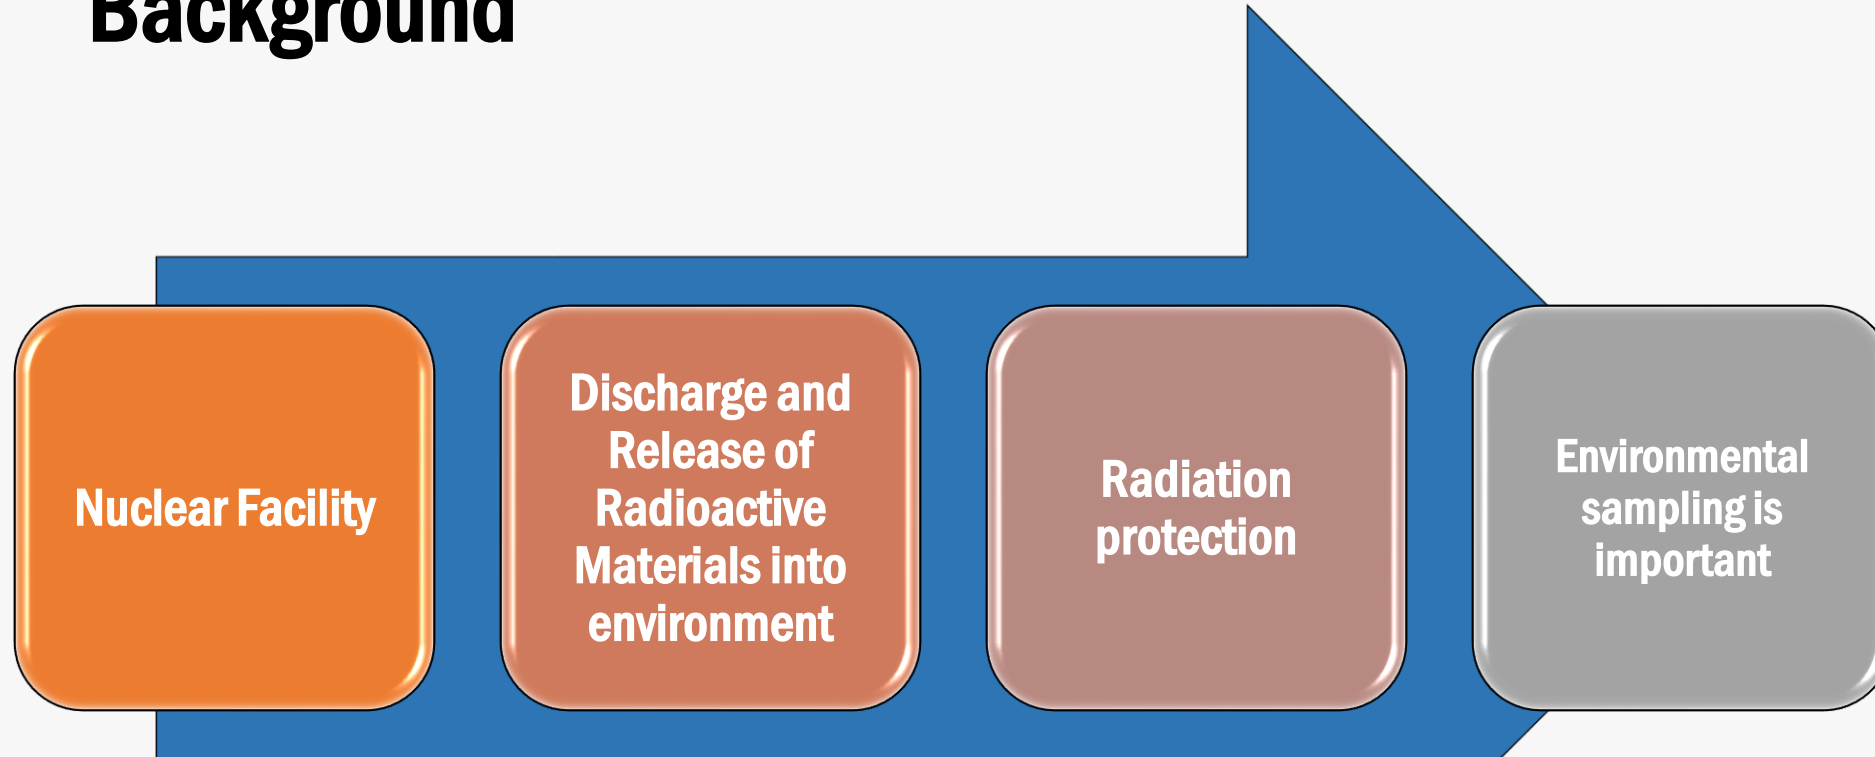 Background
Nuclear Facility
Discharge and
Release of
Radioactive
Materials into
environment
Radiation
protection
Environmental
sampling is
important